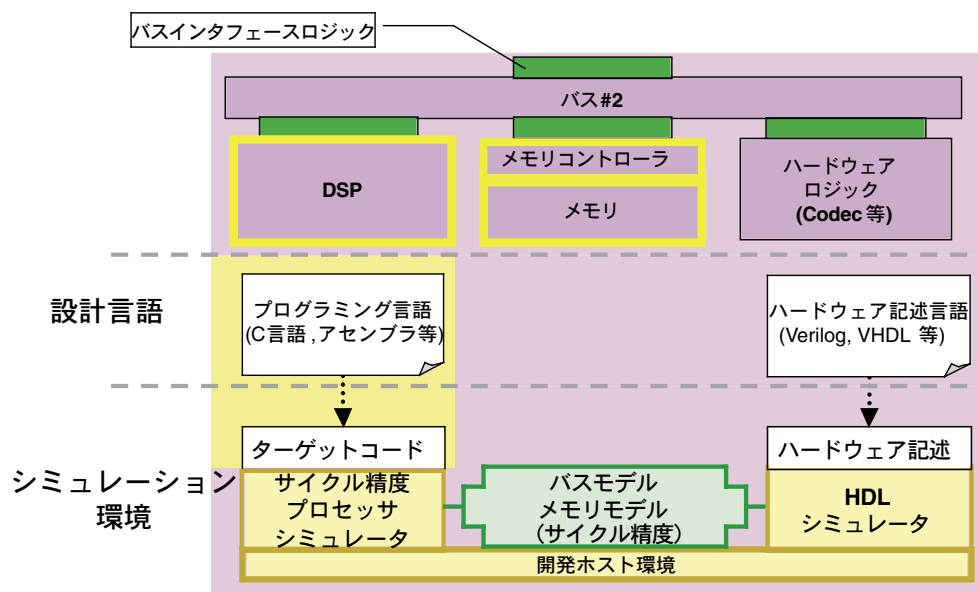 バスインタフェースロジック
バス#2
DSP
メモリコントローラ
メモリ
ハードウェア
ロジック
(Codec 等)
設計言語
プログラミング言語
(C言語 ,アセンブラ等)
ハードウェア記述言語
(Verilog, VHDL 等)
シミュレーション
環境
ターゲットコード
サイクル精度
プロセッサ
シミュレータ
バスモデル
メモリモデル
(サイクル精度)
ハードウェア記述
HDL
シミュレータ
開発ホスト環境